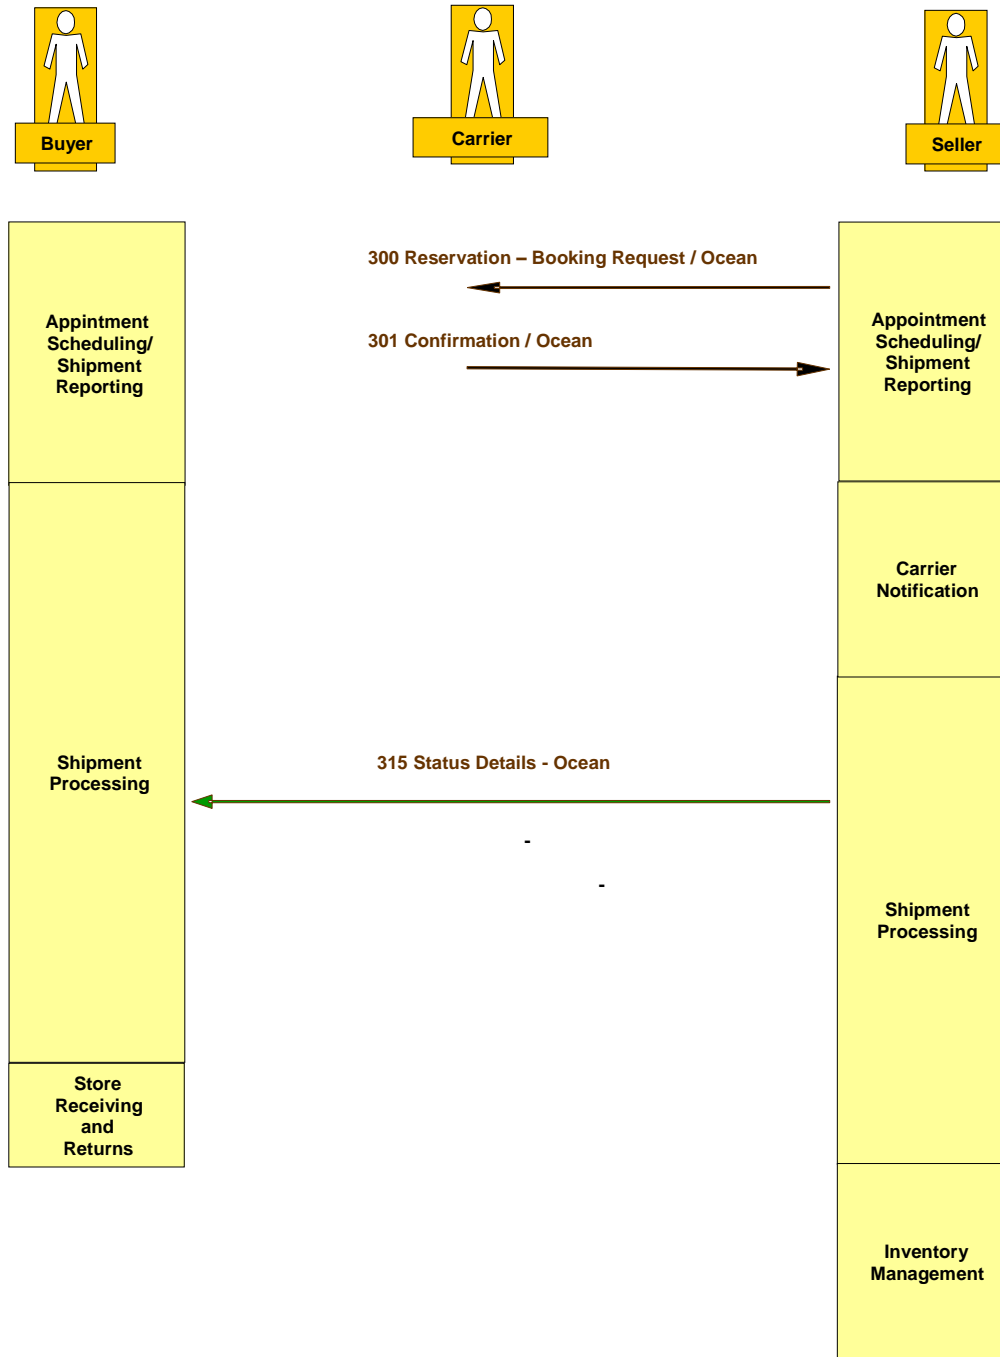 Buyer
Carrier
Seller
300 Reservation – Booking Request / Ocean
301 Confirmation / Ocean
Appintment
Scheduling/
Shipment
Reporting
Appointment
Scheduling/
Shipment
Reporting
Carrier
Notification
315 Status Details - Ocean
-
-
Shipment
Processing
Shipment
Processing
Store
Receiving
and
Returns
Inventory
Management